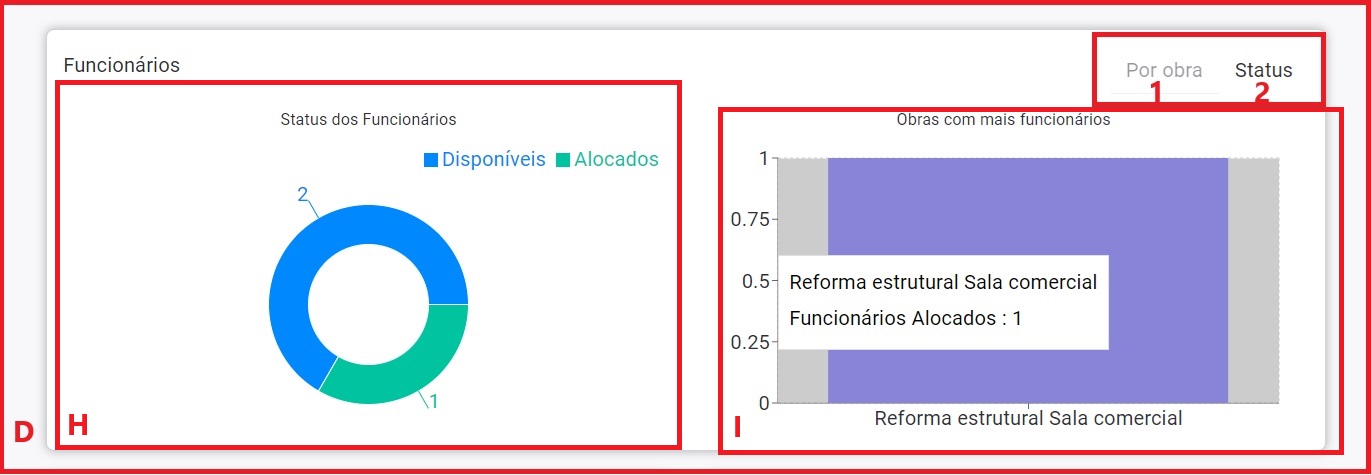 Funcionários
Por obra
Status
1
2
Status dos Funcionários
Disponíveis
Alocados
2
1
Obras com mais funcionários
1
0.75
0.5
0.25
0
Reforma estrutural Sala comercial
Funcionários Alocados : 1
Reforma estrutural Sala comercial
D
H
I